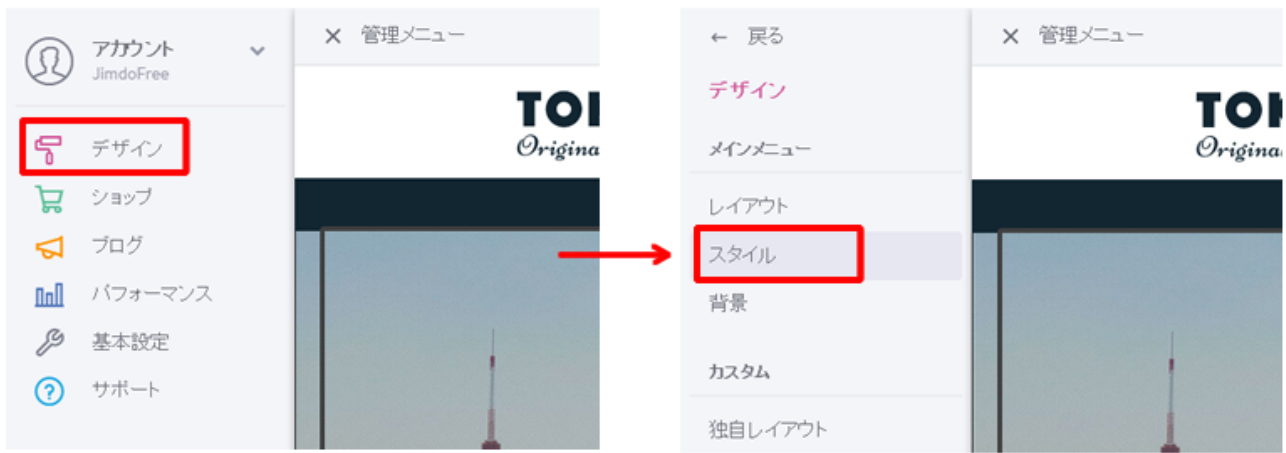 アカウント
JimdoFree
デザイン
ショップ
ブログ
パフォーマンス
基本設定
サポート
× 管理メニュー
TOK
Origina
← 戻る
デザイン
メインメニュー
レイアウト
スタイル
背景
カスタム
独自レイアウト
× 管理メニュー
TOK
Origina